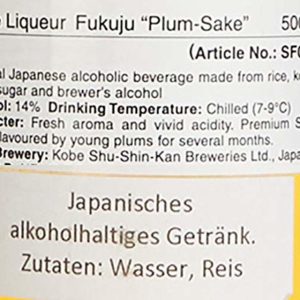 Liqueur Fukuju “Plum-Sake” 500
(Article No.: SF
Japanese alcoholic beverage made from rice, k
sugar and brewer's alcohol
14% Drinking Temperature: Chilled (7-9°C)
Fresh aroma and vivid acidity. Premium S
flavoured by young plums for several months.
Brewery: Kobe Shu-Shin-Kan Breweries Ltd., Japa
Japanisches
alkoholhaltiges Getränk.
Zutaten: Wasser, Reis